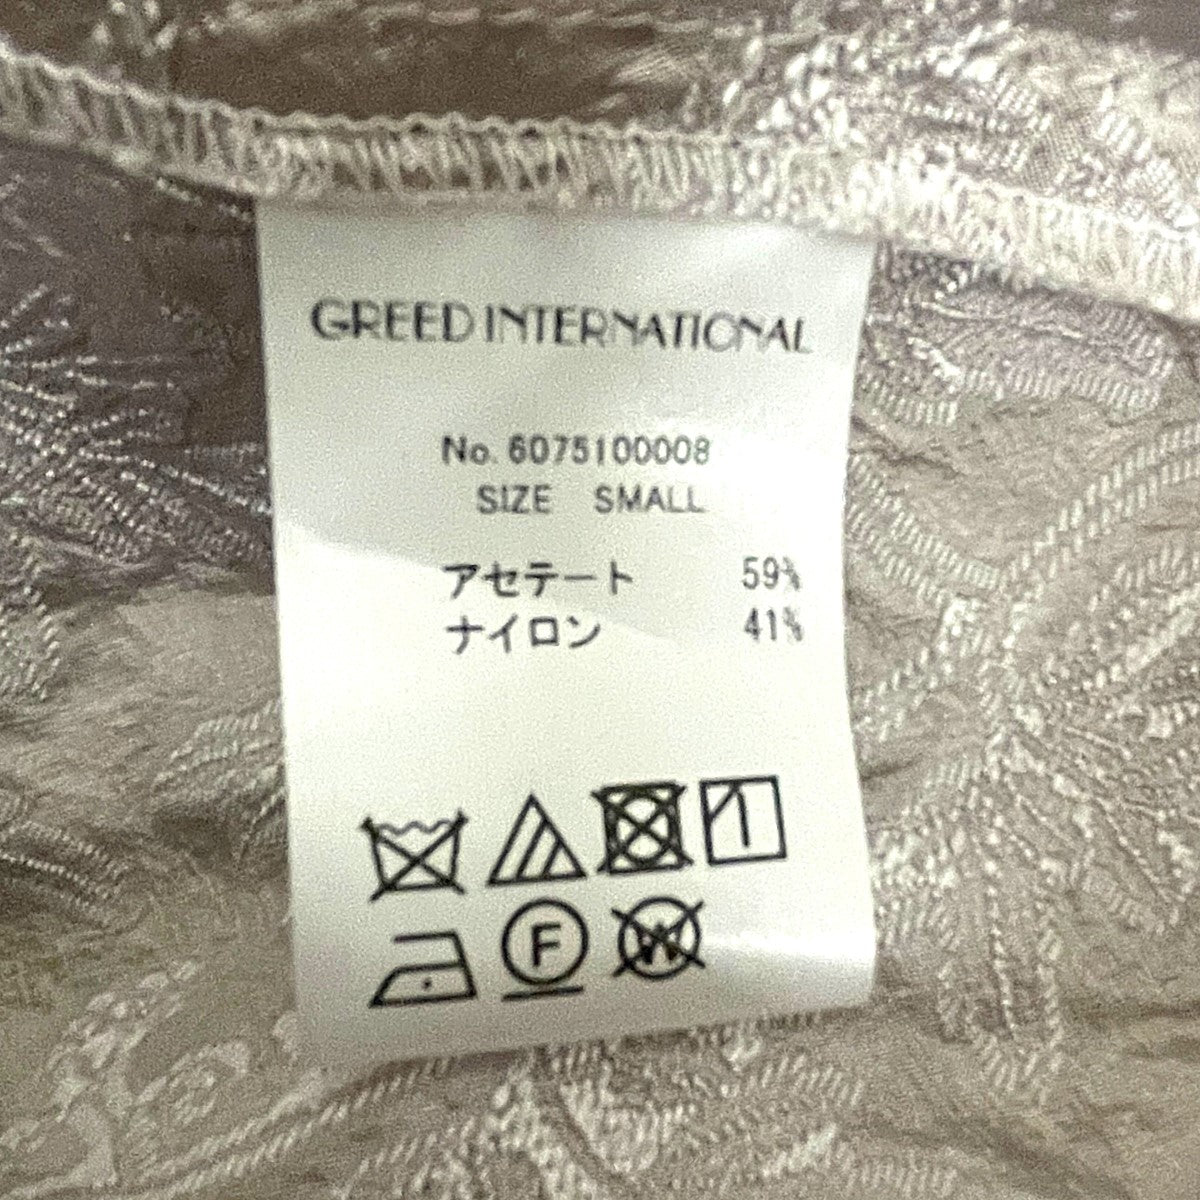 GREED INTERNATIONAL
No. 6075100008
SIZE SMALL
アセテート 59%
ナイロン 41%
F
W